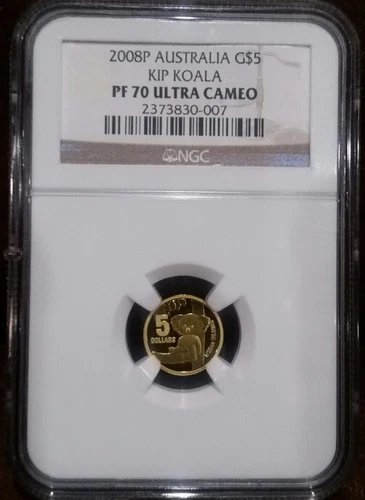 2008P AUSTRALIA G$5
KIP KOALA
PF 70 ULTRA CAMEO
2373830-007
NGC
5
DOLLARS